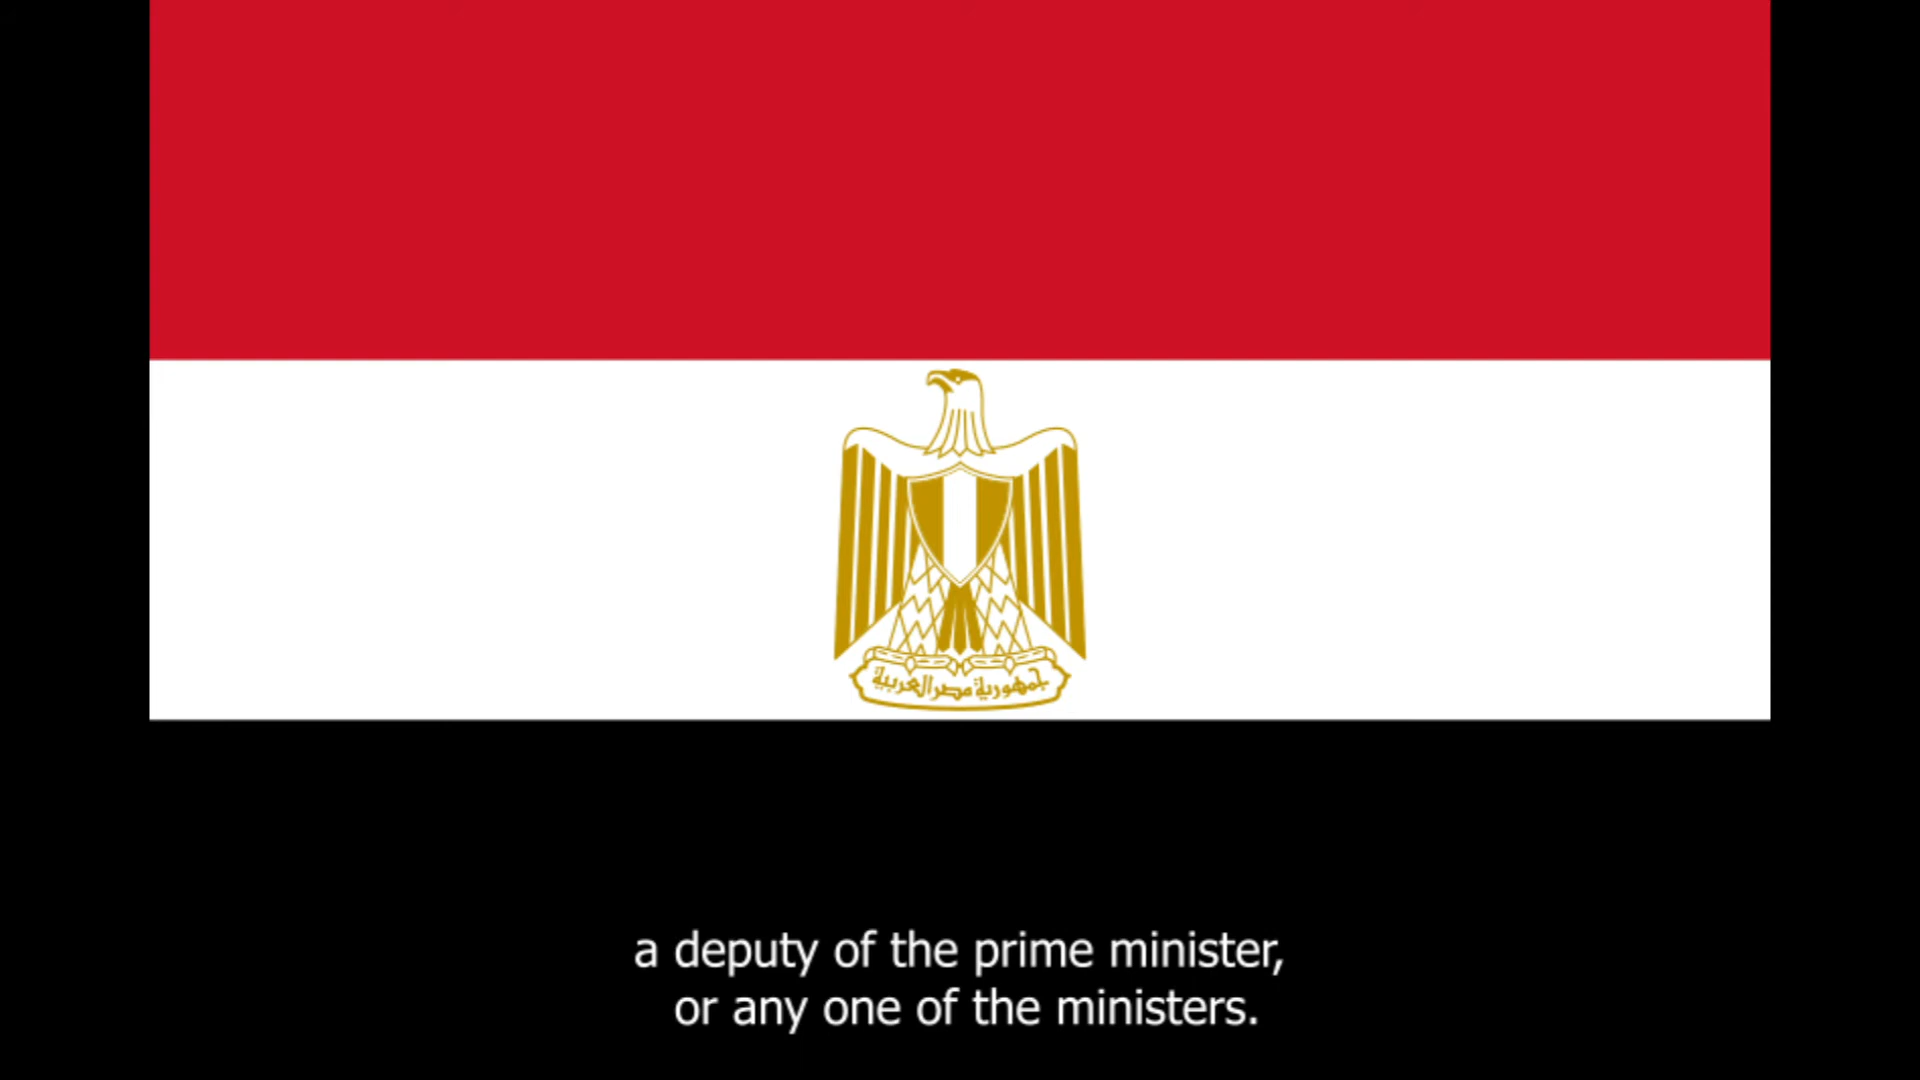 جمهورية مصر العربية
a deputy of the prime minister,
or any one of the ministers.